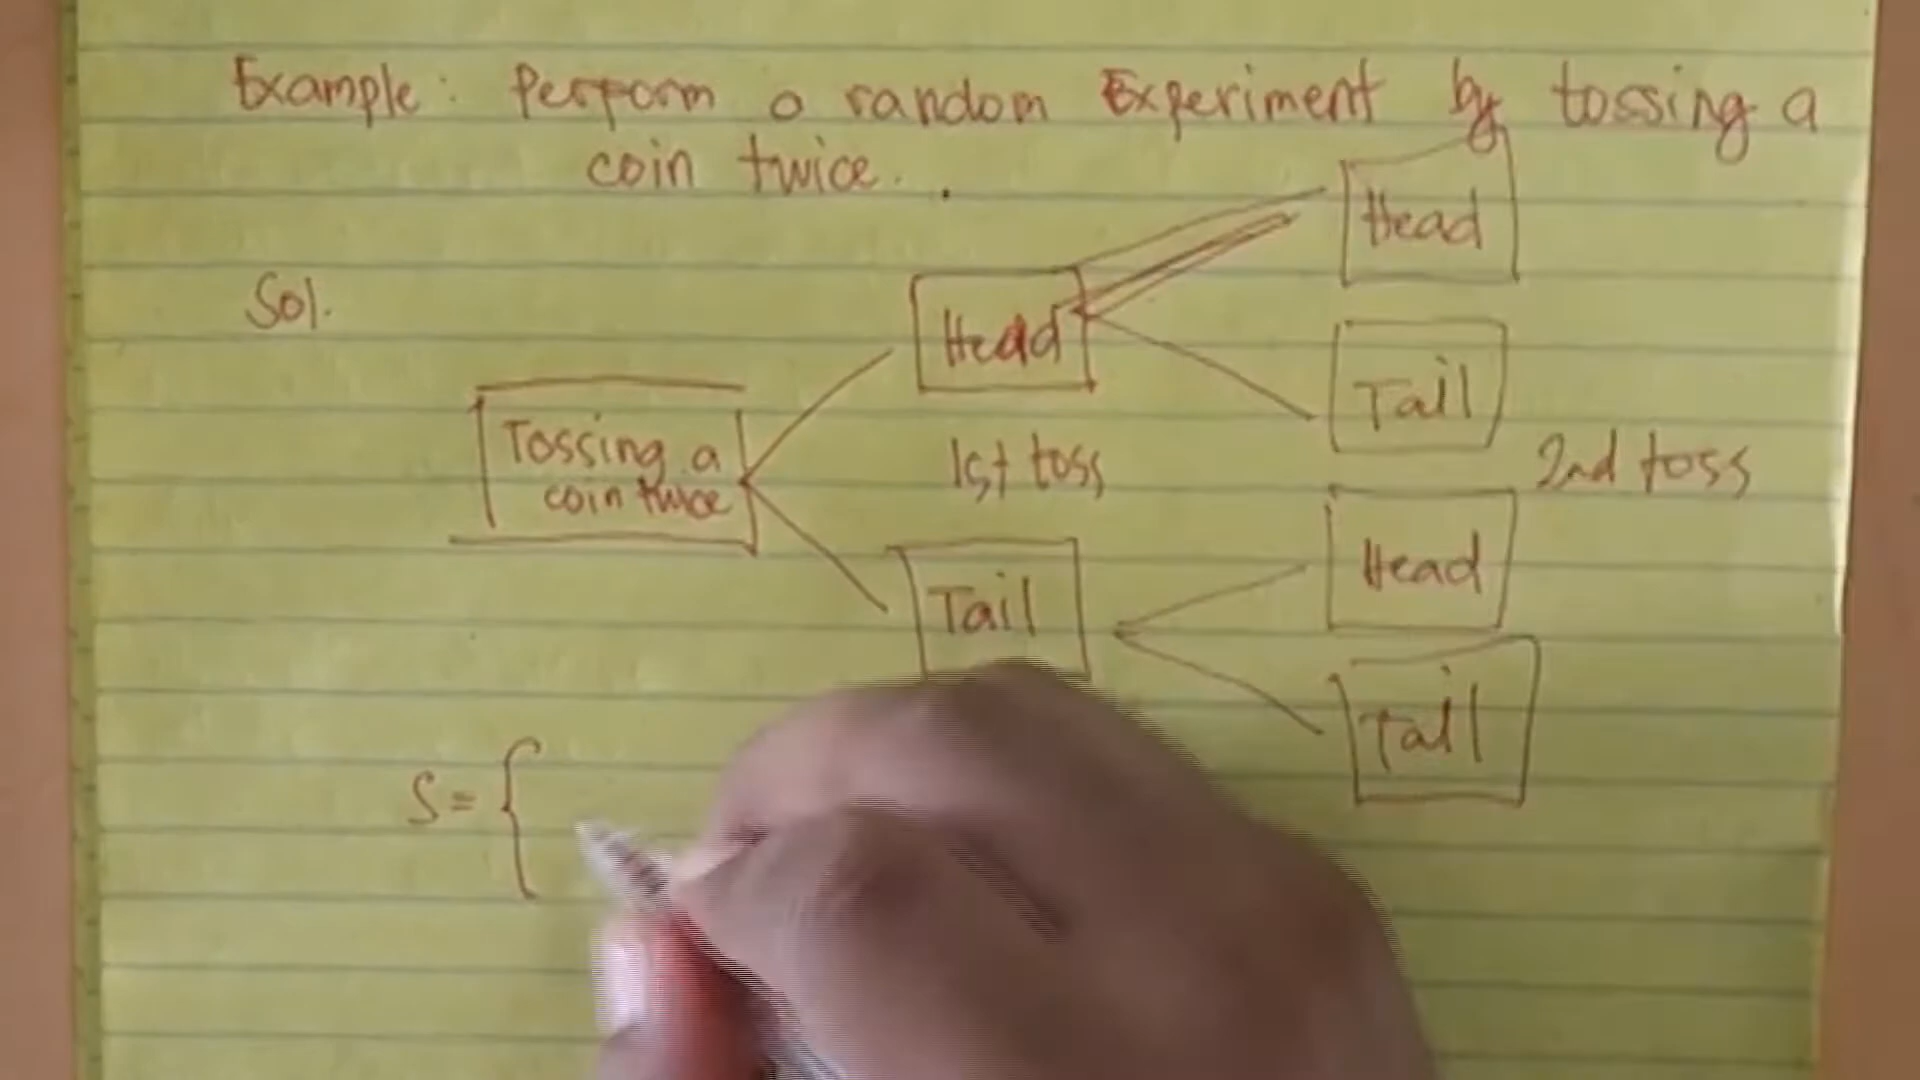 Example: Perform a random Experiment by tossing a
coin twice.
Sol.
Head
Head
Tail
Tossing a
coin twice
1st toss
2nd toss
Tail
Head
Tail
S = {